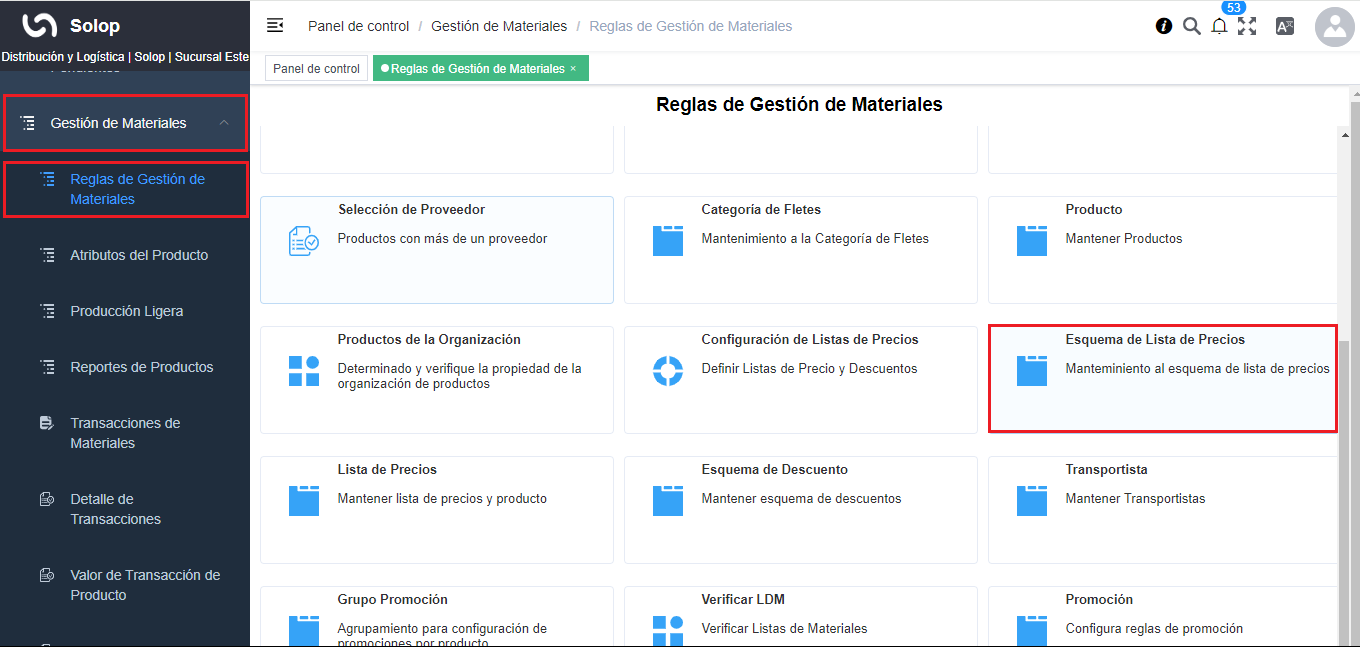 Solop
Distribución y Logística | Solop | Sucursal Este
Panel de control / Gestión de Materiales / Reglas de Gestión de Materiales
53
Panel de control
Reglas de Gestión de Materiales ×
Gestión de Materiales
Reglas de Gestión de
Materiales
Atributos del Producto
Producción Ligera
Reportes de Productos
Transacciones de
Materiales
Detalle de
Transacciones
Valor de Transacción de
Producto
Reglas de Gestión de Materiales
Selección de Proveedor
Productos con más de un proveedor
Categoría de Fletes
Mantenimiento a la Categoría de Fletes
Producto
Mantener Productos
Productos de la Organización
Determinado y verifique la propiedad de la
organización de productos
Configuración de Listas de Precios
Definir Listas de Precio y Descuentos
Esquema de Lista de Precios
Manteminiento al esquema de lista de precios
Lista de Precios
Mantener lista de precios y producto
Esquema de Descuento
Mantener esquema de descuentos
Transportista
Mantener Transportistas
Grupo Promoción
Agrupamiento para configuración de
promociones por producto
Verificar LDM
Verificar Listas de Materiales
Promoción
Configura reglas de promoción